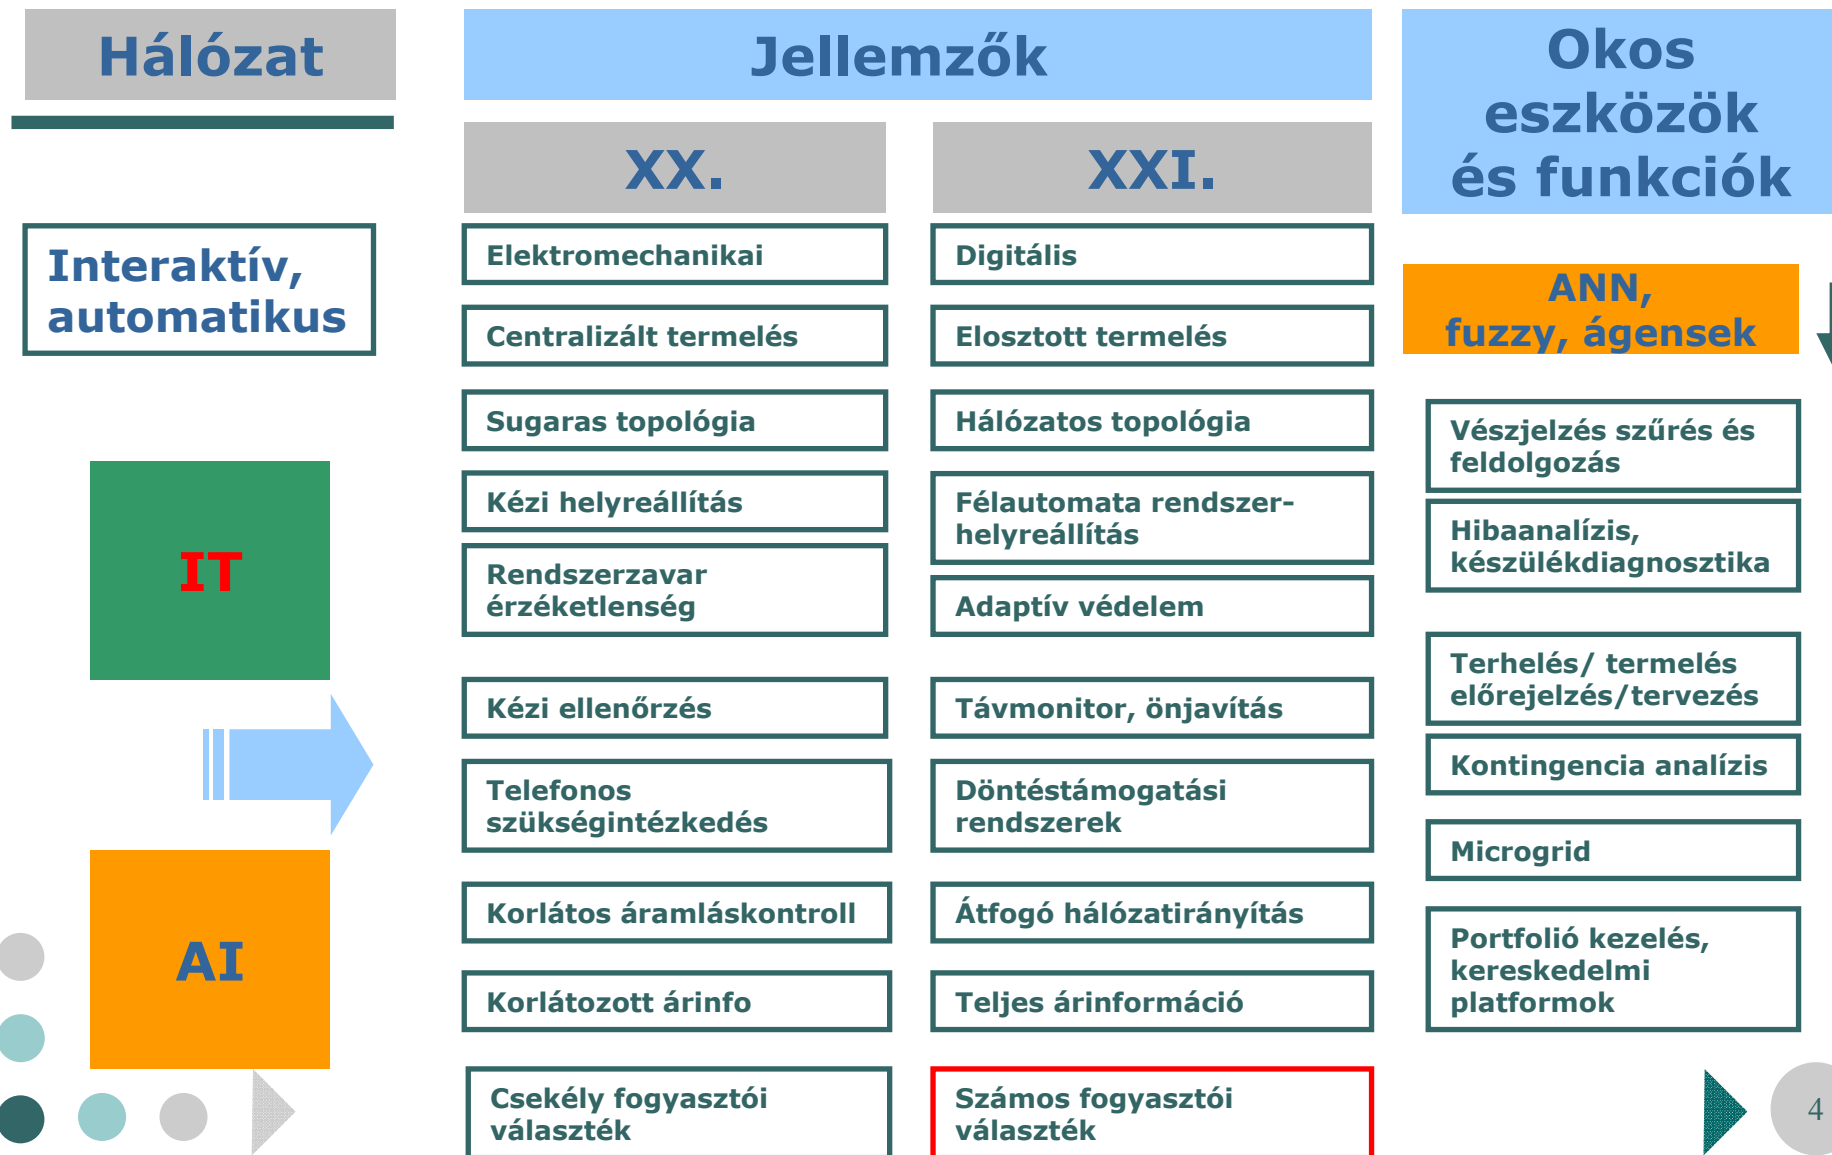 Hálózat
Interaktív,
automatikus
IT
AI
Jellemzők
XX.
XXI.
Elektromechanikai
Digitális
Centralizált termelés
Elosztott termelés
Sugaras topológia
Hálózatos topológia
Kézi helyreállítás
Félautomata rendszer-
helyreállítás
Rendszerzavar
érzéketlenség
Adaptív védelem
Kézi ellenőrzés
Távmonitor, önjavítás
Telefonos
szükségintézkedés
Döntéstámogatási
rendszerek
Korlátos áramláskontroll
Átfogó hálózatirányítás
Korlátozott árinfo
Teljes árinformáció
Csekély fogyasztói
választék
Számos fogyasztói
választék
Okos
eszközök
és funkciók
ANN,
fuzzy, ágensek
Vészjelzés szűrés és
feldolgozás
Hibaanalízis,
készülékdiagnosztika
Terhelés/ termelés
előrejelzés/tervezés
Kontingencia analízis
Microgrid
Portfolió kezelés,
kereskedelmi
platformok
4